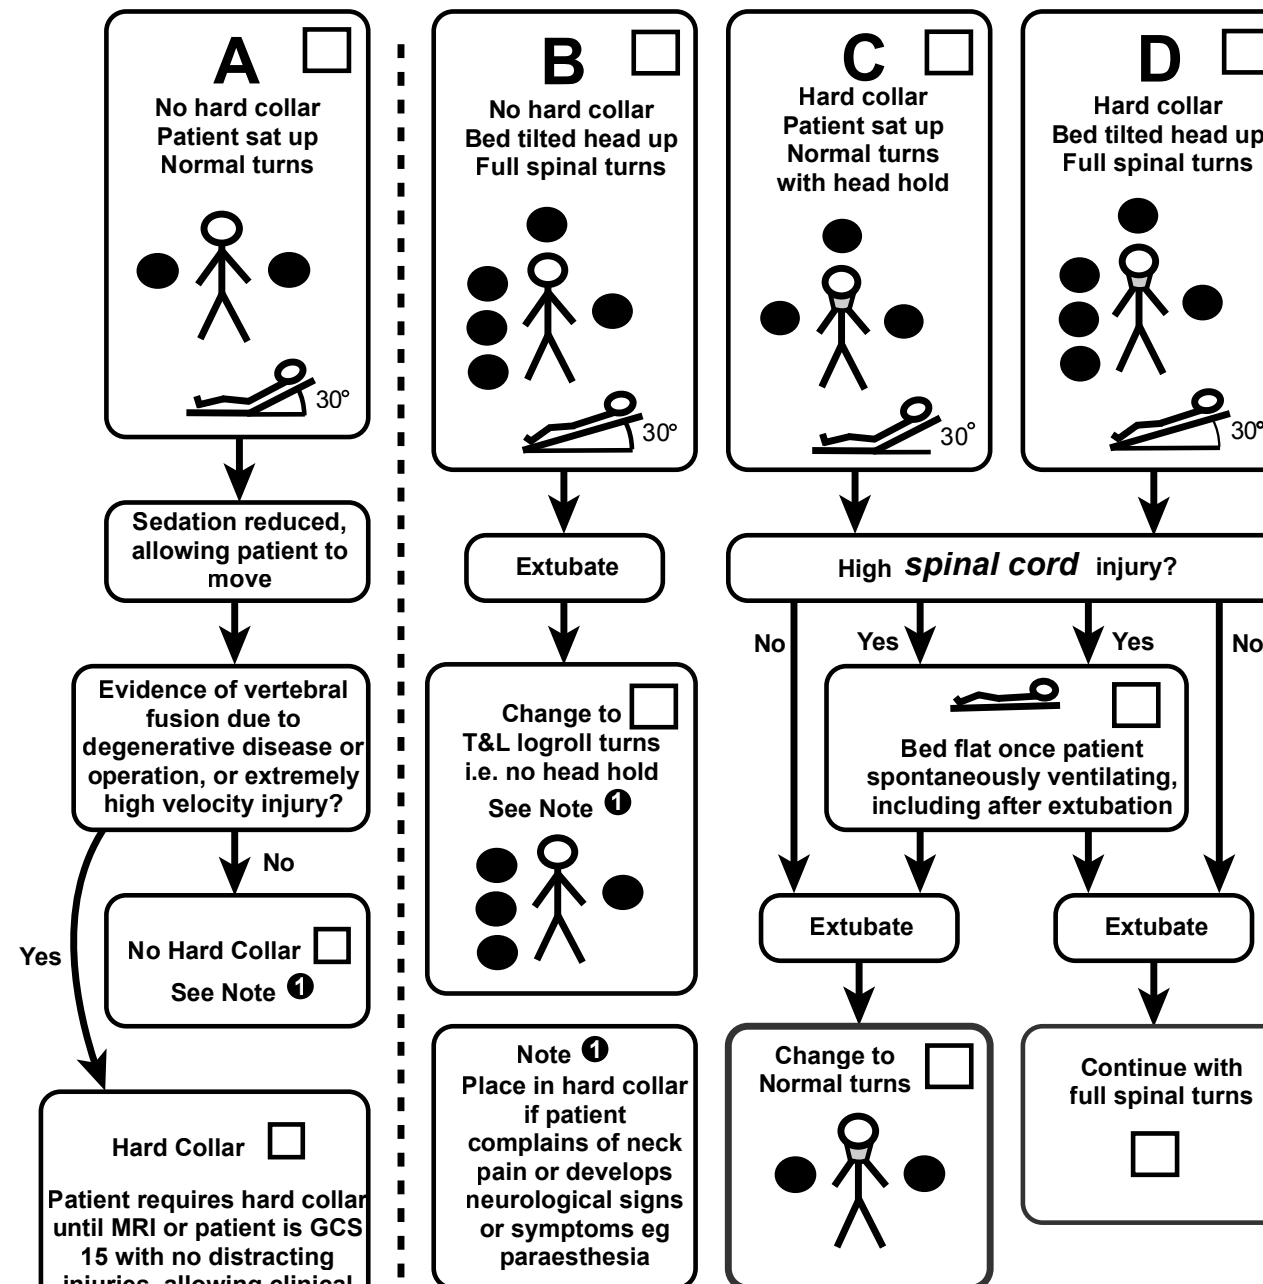 A
No hard collar
Patient sat up
Normal turns
30°
Sedation reduced,
allowing patient to
move
Evidence of vertebral
fusion due to
degenerative disease or
operation, or extremely
high velocity injury?
No
Yes
No Hard Collar
See Note 1
Hard Collar
Patient requires hard collar
until MRI or patient is GCS
15 with no distracting
injuries, allowing clinical
B
No hard collar
Bed tilted head up
Full spinal turns
30°
Extubate
Change to
T&L logroll turns
i.e. no head hold
See Note 1
Note 1
Place in hard collar
if patient
complains of neck
pain or develops
neurological signs
or symptoms eg
paraesthesia
C
Hard collar
Patient sat up
Normal turns
with head hold
30°
D
Hard collar
Bed tilted head up
Full spinal turns
30°
High spinal cord injury?
No
Yes
Yes
No
Bed flat once patient
spontaneously ventilating,
including after extubation
Extubate
Extubate
Change to
Normal turns
Continue with
full spinal turns